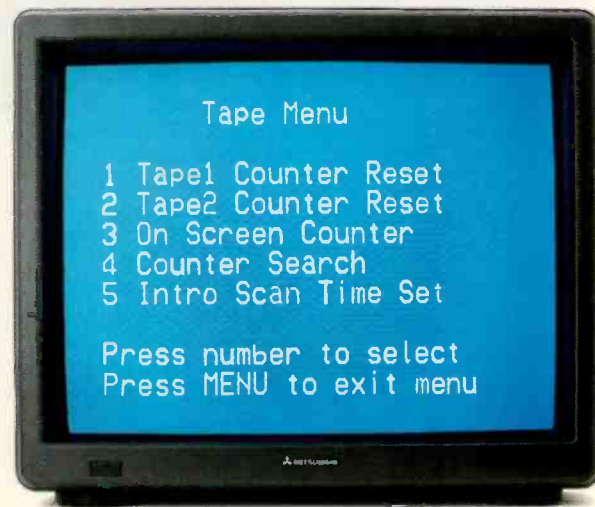 Tape Menu
1 Tape1 Counter Reset
2 Tape2 Counter Reset
3 On Screen Counter
4 Counter Search
5 Intro Scan Time Set
Press number to select
Press MENU to exit menu
MITSUBISHI